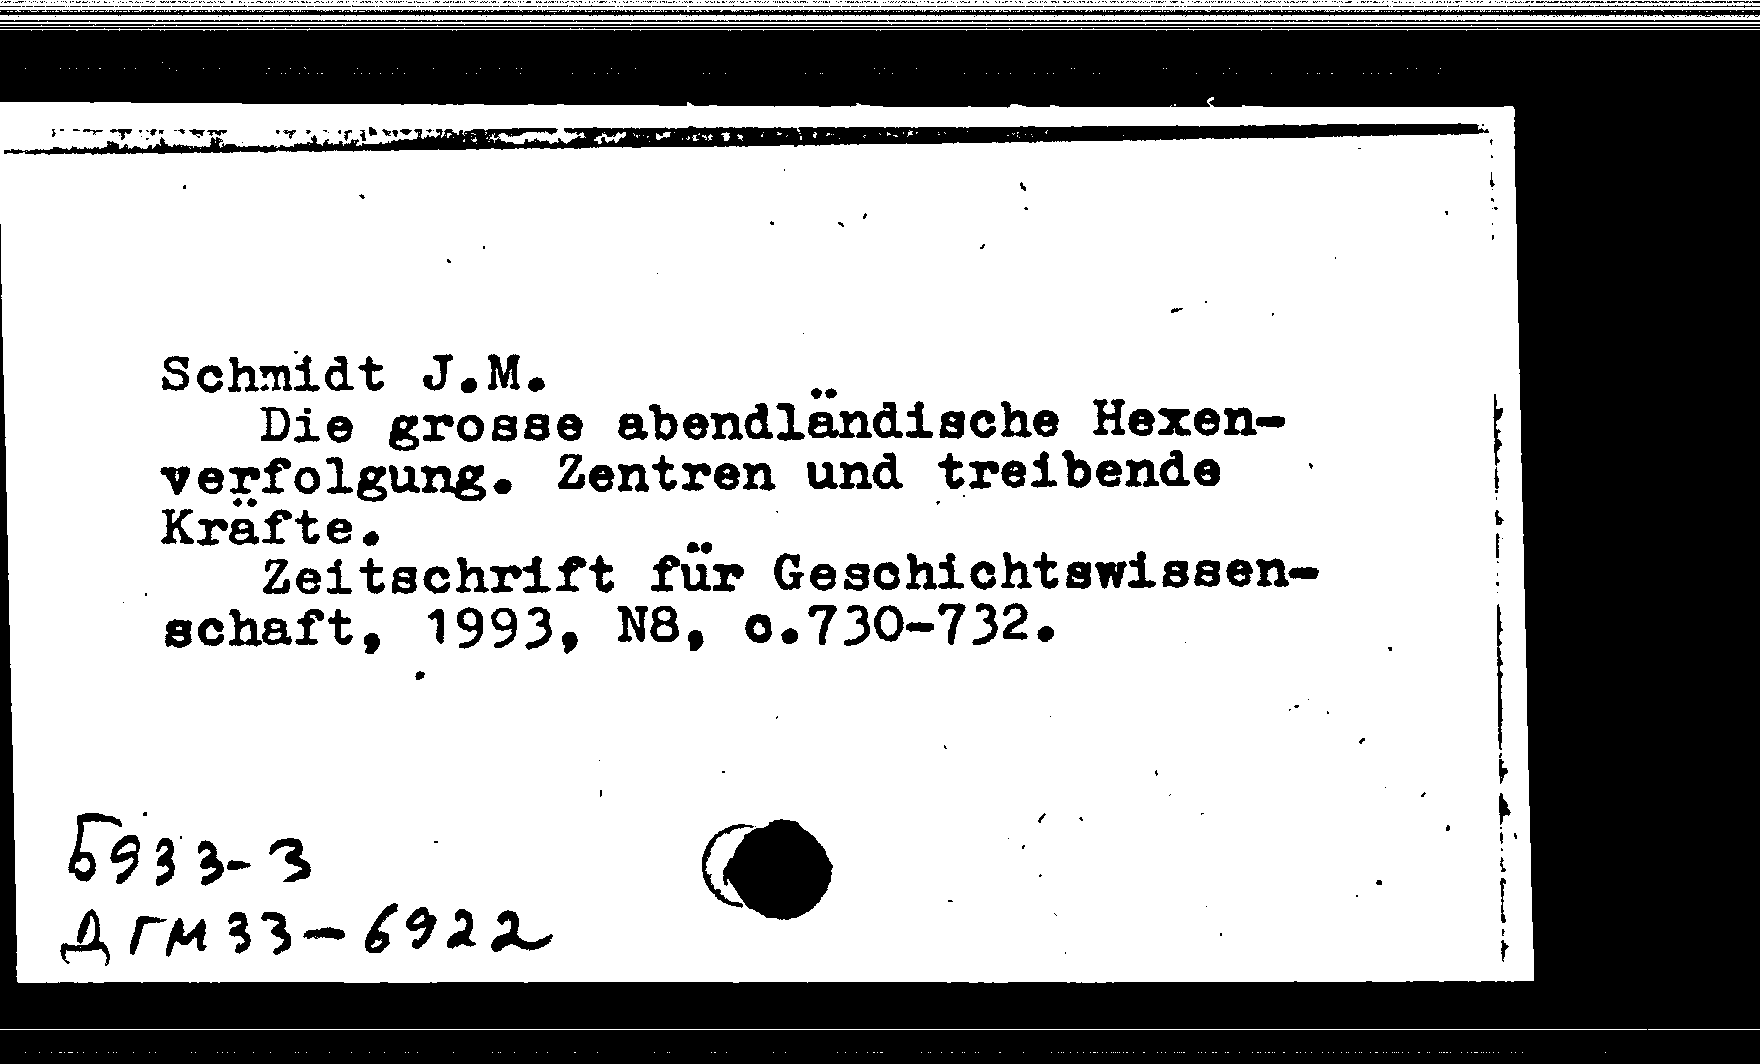 Schmidt J.M.
Die grosse abendländische Hexen-
verfolgung. Zentren und treibende
Kräfte.
Zeitschrift für Geschichtswissen-
schaft, 1993, N8, с.730-732.
Б933-3
ДГМ33-6922